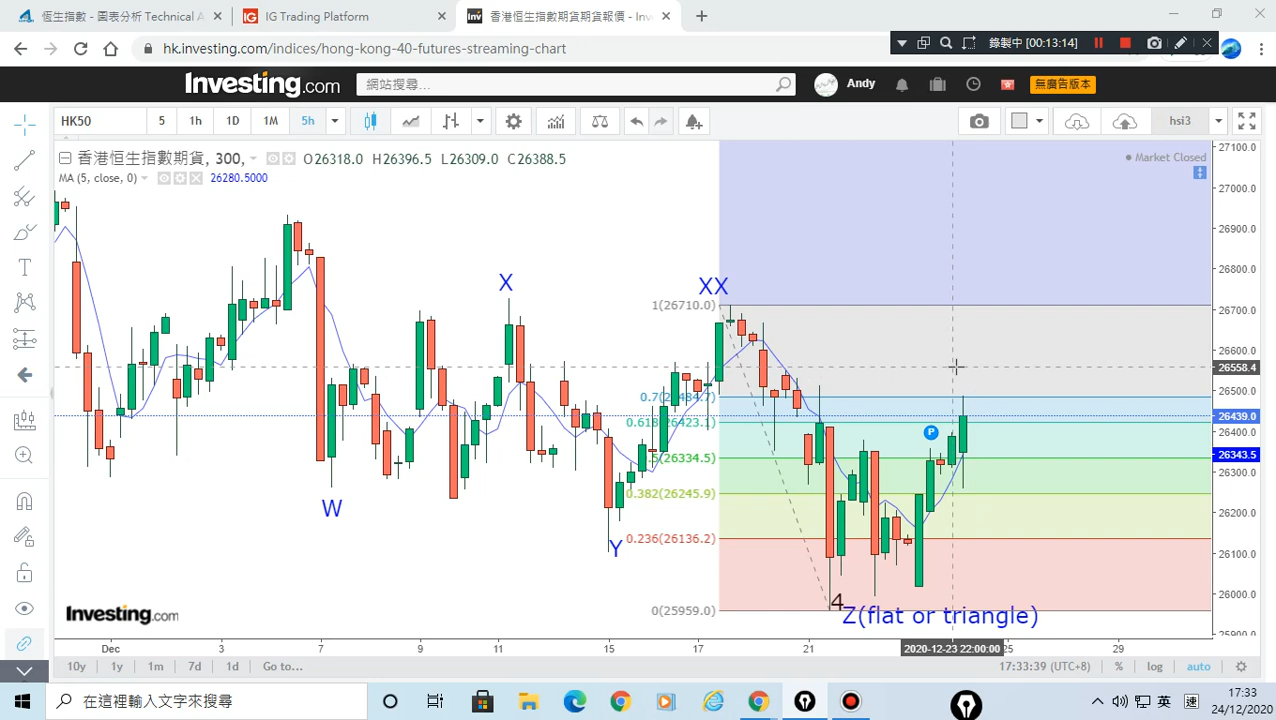 恆生指數 - 圖表分析 Technical A
IG Trading Platform
香港恒生指數期貨期貨報價 - Inv
hk.investing.com/indices/hong-kong-40-futures-streaming-chart
錄製中 [00:13:14]
Investing.com
網站搜尋...
Andy
無廣告版本
HK50
5
1h
1D
1M
5h
hsi3
香港恒生指數期貨, 300,
O26318.0 H26396.5 L26309.0 C26388.5
Market Closed
MA (5, close, 0)
26280.5000
27100.0
27000.0
26900.0
26800.0
26700.0
26600.0
26558.4
26500.0
26439.0
26400.0
26343.5
26300.0
26200.0
26100.0
26000.0
25900.0
X
XX
W
Y
1(26710.0)
0.7(26484.7)
0.618(26423.1)
0.5(26334.5)
0.382(26245.9)
0.236(26136.2)
0(25959.0)
P
4
Z(flat or triangle)
Investing.com
Dec
3
7
9
11
15
17
21
2020-12-23 22:00:00
25
29
10y
1y
1m
7d
1d
Go to...
17:33:39 (UTC+8)
%
log
auto
在這裡輸入文字來搜尋
英
17:33
24/12/2020